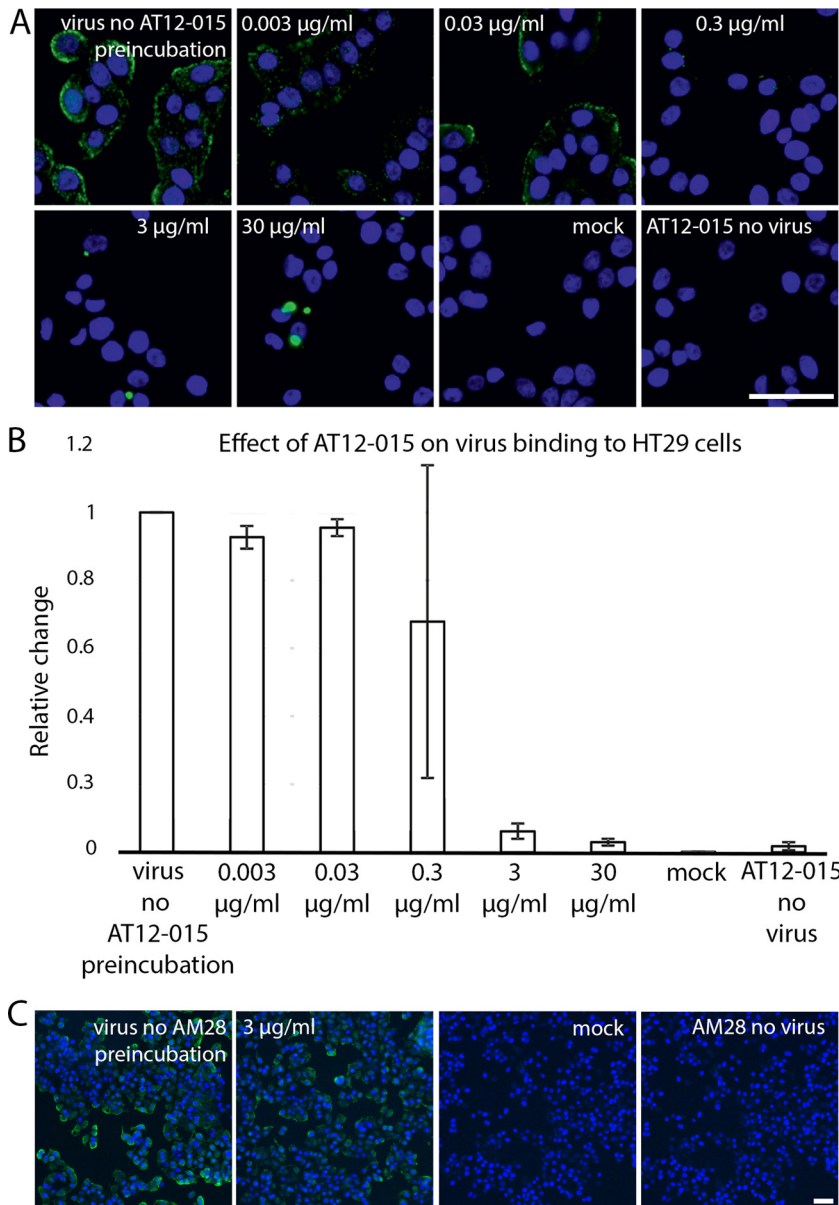 A
virus no AT12-015
preincubation
0.003 µg/ml
0.03 µg/ml
0.3 µg/ml
3 µg/ml
30 µg/ml
mock
AT12-015 no virus
B
Effect of AT12-015 on virus binding to HT29 cells
Relative change
1.2
1
0.8
0.6
0.4
0.3
0
virus
no
AT12-015
preincubation
0.003
µg/ml
0.03
µg/ml
0.3
µg/ml
3
µg/ml
30
µg/ml
mock
AT12-015
no
virus
C
virus no AM28
preincubation
3 µg/ml
mock
AM28 no virus